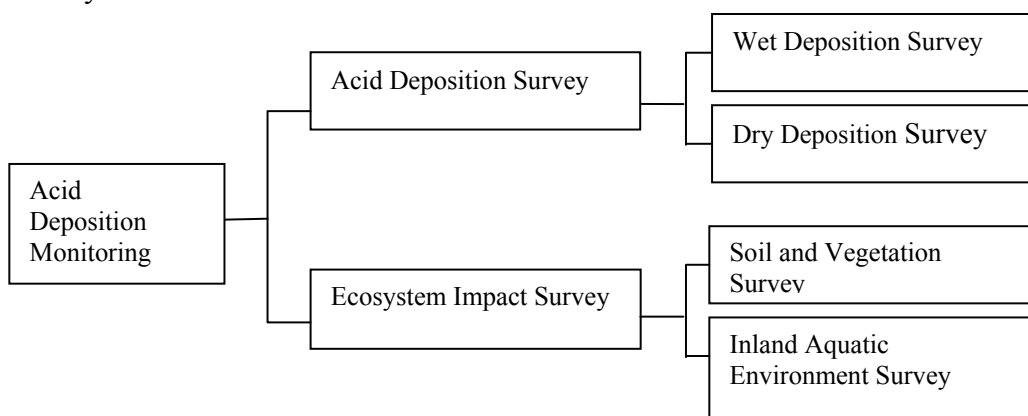 Wet Deposition Survey
Acid Deposition Survey
Dry Deposition Survey
Acid
Deposition
Monitoring
Soil and Vegetation
Survey
Ecosystem Impact Survey
Inland Aquatic
Environment Survey